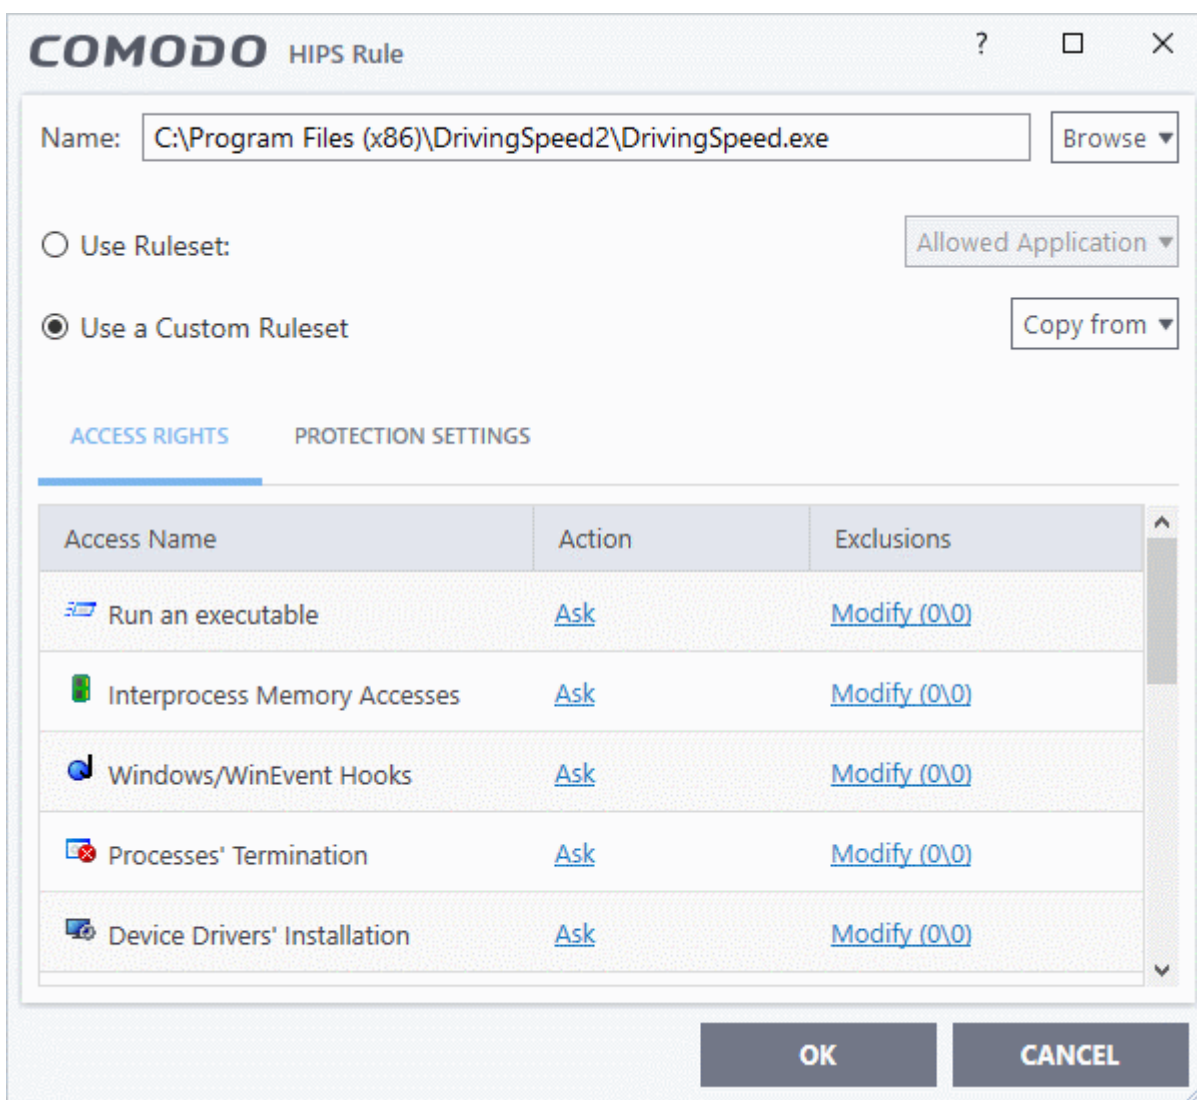 COMODO HIPS Rule ?
Name: C:\Program Files (x86)\DrivingSpeed2\DrivingSpeed.exe Browse
Use Ruleset: Allowed Application
Use a Custom Ruleset Copy from
ACCESS RIGHTS PROTECTION SETTINGS
Access Name Action Exclusions
Run an executable Ask Modify (0\0)
Interprocess Memory Accesses Ask Modify (0\0)
Windows/WinEvent Hooks Ask Modify (0\0)
Processes' Termination Ask Modify (0\0)
Device Drivers' Installation Ask Modify (0\0)
OK CANCEL